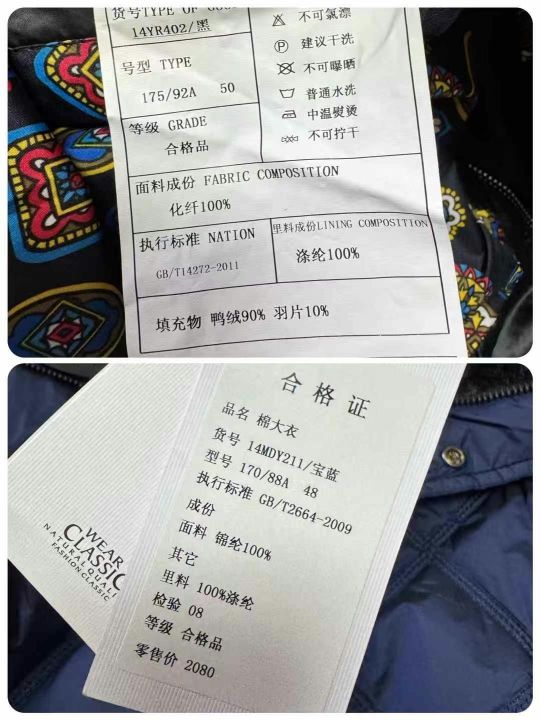 货号TYPE OF GOODS
14YR402/黑
号型 TYPE
175/92A 50
等级 GRADE
合格品
不可氯漂
建议干洗
不可曝晒
普通水洗
中温熨烫
不可拧干
面料成份 FABRIC COMPOSITION
化纤100%
执行标准 NATION
GB/T14272-2011
里料成份LINING COMPOSITION
涤纶100%
填充物 鸭绒90% 羽片10%
合格证
品名 棉大衣
货号 14MDY211/宝蓝
型号 170/88A 48
执行标准 GB/T2664-2009
成份
面料 锦纶100%
其它
里料 100%涤纶
检验 08
等级 合格品
零售价 2080
WEAR
CLASSIC
NATURALQUALI
FASHION.CLASSIC